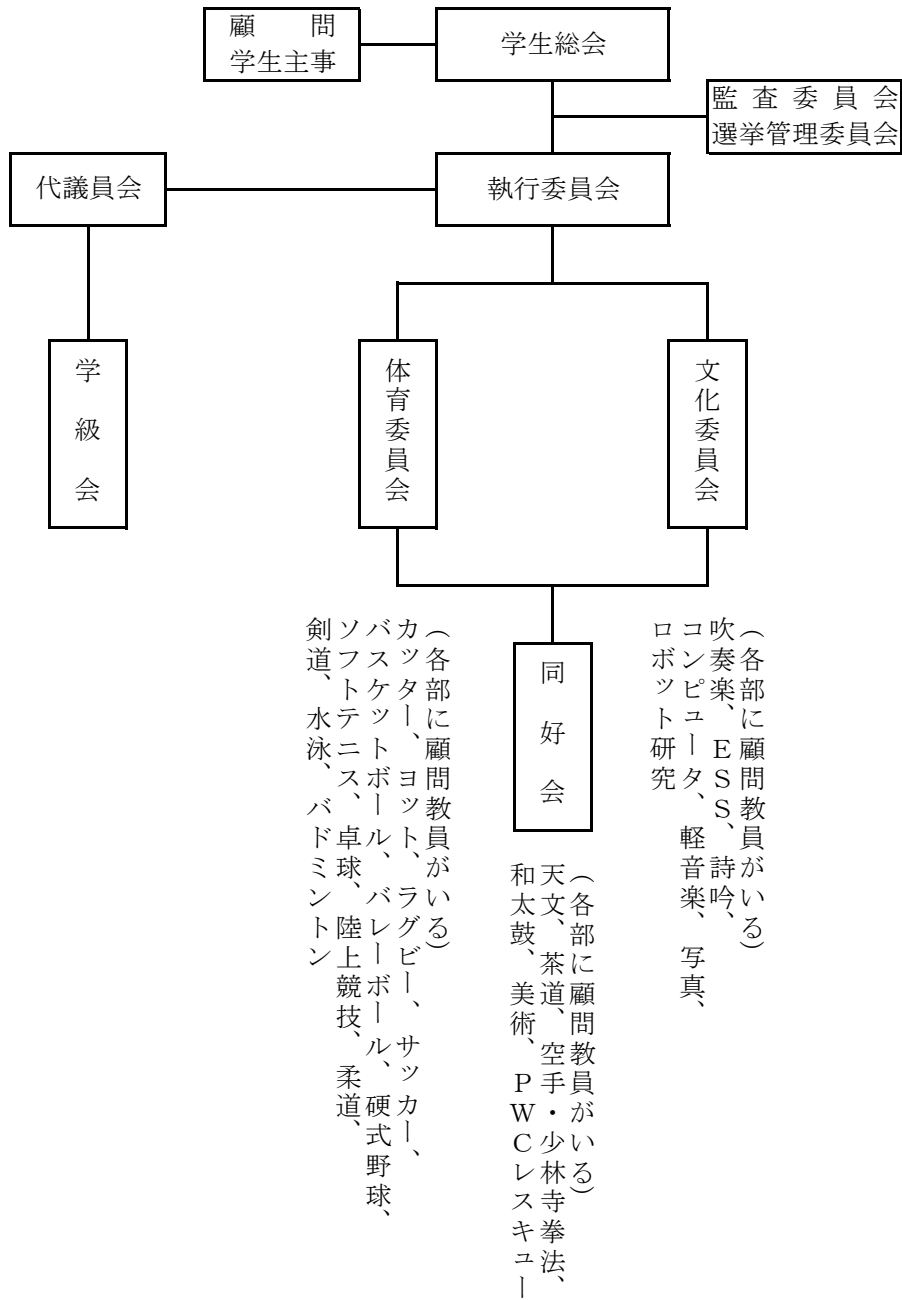 顧問
学生主事
学生総会
監査委員会
選挙管理委員会
代議員会
執行委員会
学級会
体育委員会
文化委員会
(各部に顧問教員がいる)
カッター、ヨット、ラグビー、サッカー、
バスケットボール、バレーボール、硬式野球、
ソフトテニス、卓球、陸上競技、柔道、
剣道、水泳、バドミントン
同好会
(各部に顧問教員がいる)
天文、茶道、空手・少林寺拳法、
和太鼓、美術、PWCレスキュー
(各部に顧問教員がいる)
吹奏楽、ESS、詩吟、
コンピュータ、軽音楽、写真、
ロボット研究